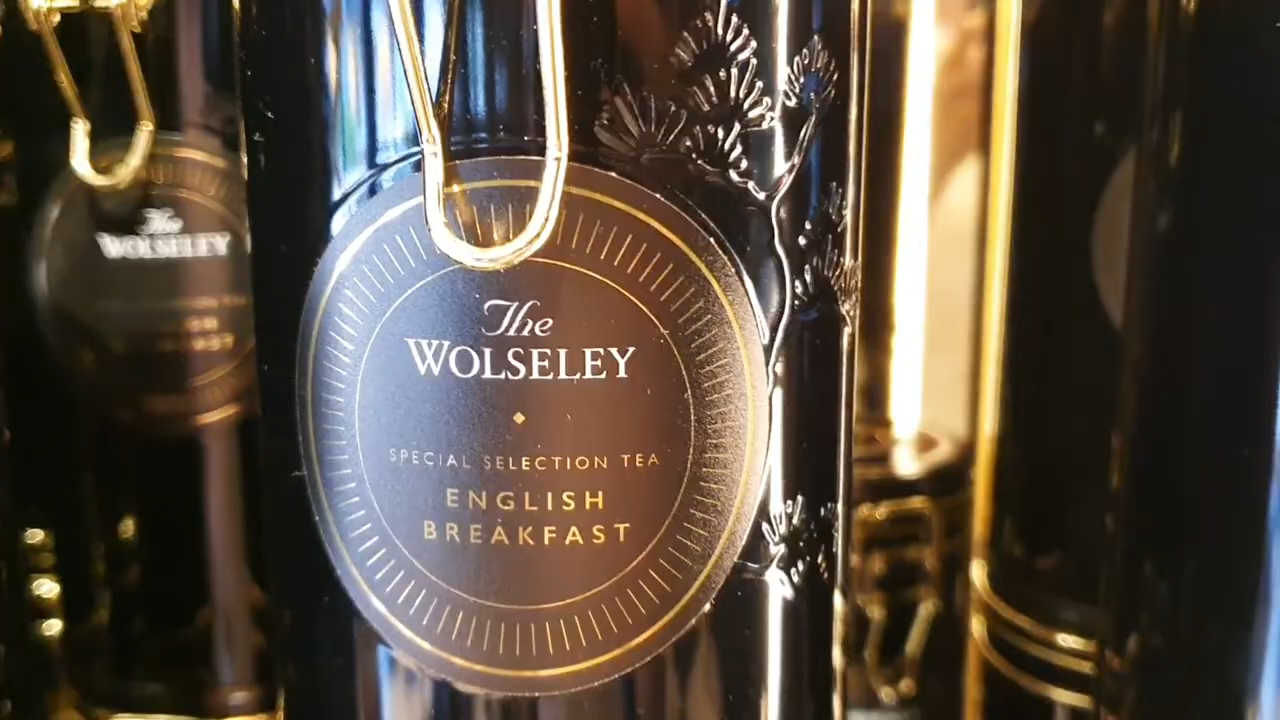 The
WOLSELEY
SPECIAL SELECTION TEA
ENGLISH
BREAKFAST
The
WOLSELEY